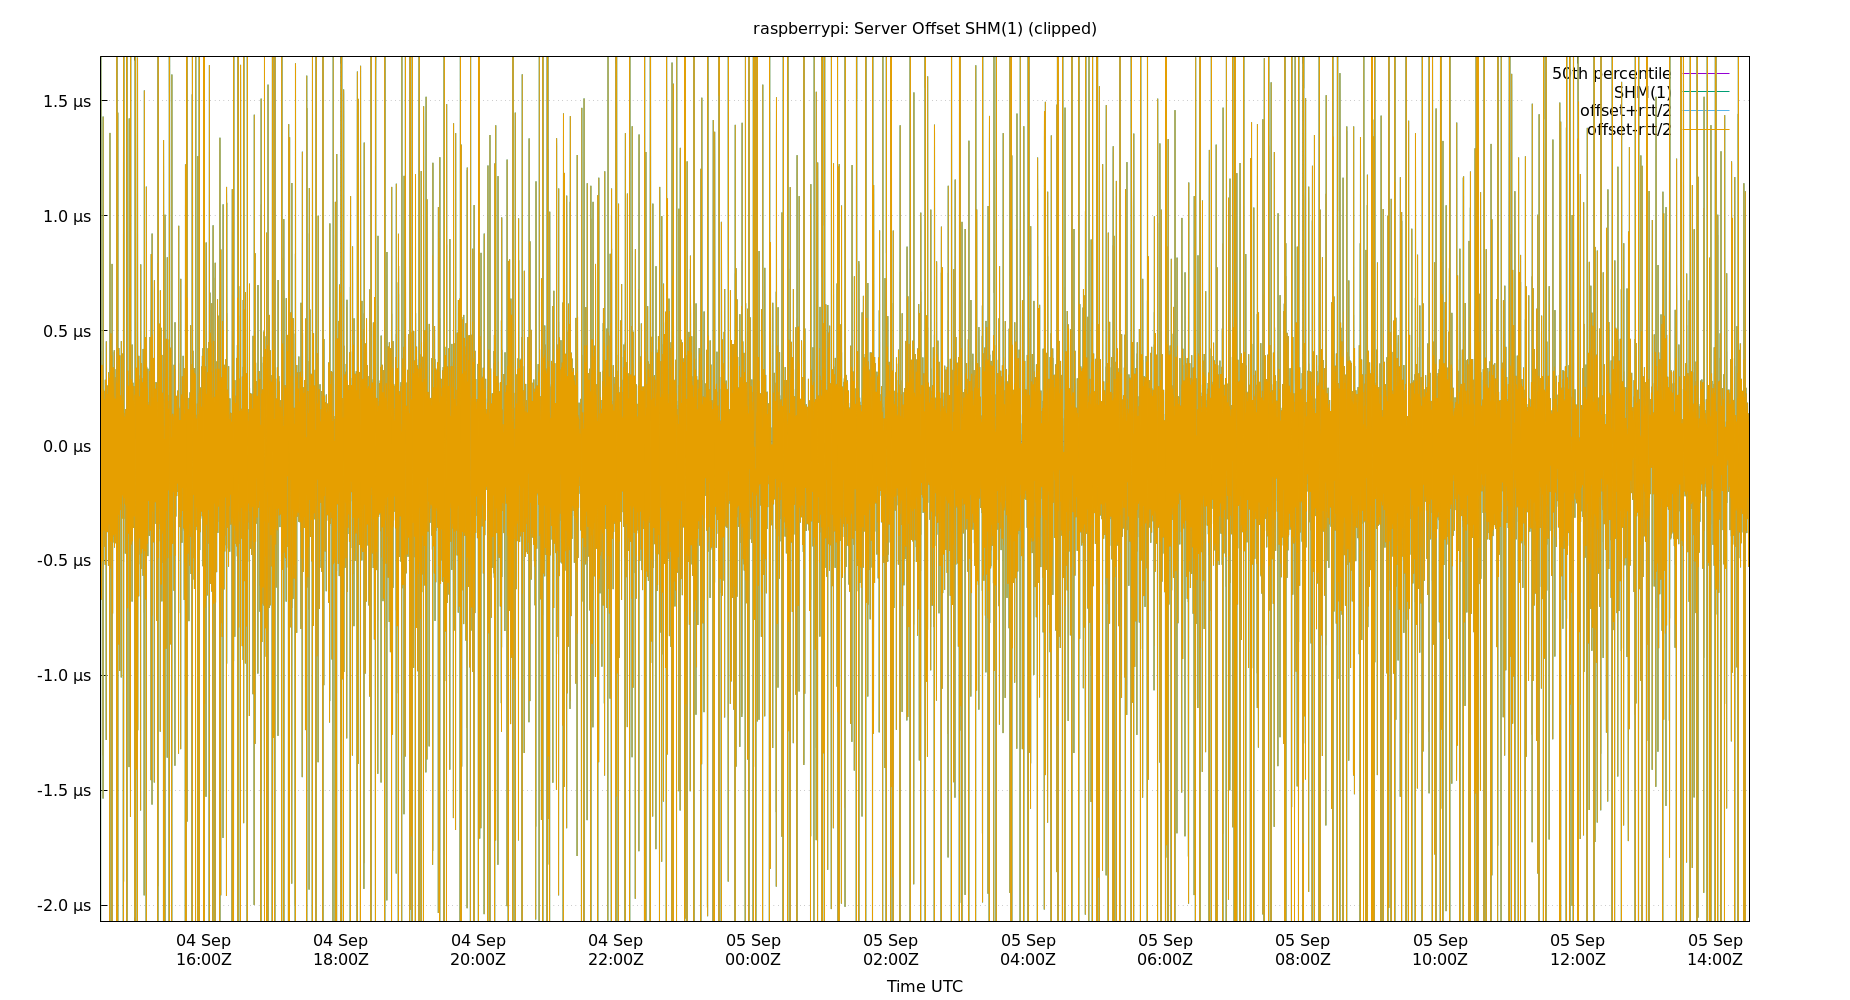 raspberrypi: Server Offset SHM(1) (clipped)
50th percentile
SHM(1)
offset+rtt/2
offset-rtt/2
1.5 µs
1.0 µs
0.5 µs
0.0 µs
-0.5 µs
-1.0 µs
-1.5 µs
-2.0 µs
04 Sep 04 Sep 04 Sep 04 Sep 05 Sep 05 Sep 05 Sep 05 Sep 05 Sep 05 Sep 05 Sep 05 Sep
16:00Z 18:00Z 20:00Z 22:00Z 00:00Z 02:00Z 04:00Z 06:00Z 08:00Z 10:00Z 12:00Z 14:00Z
Time UTC